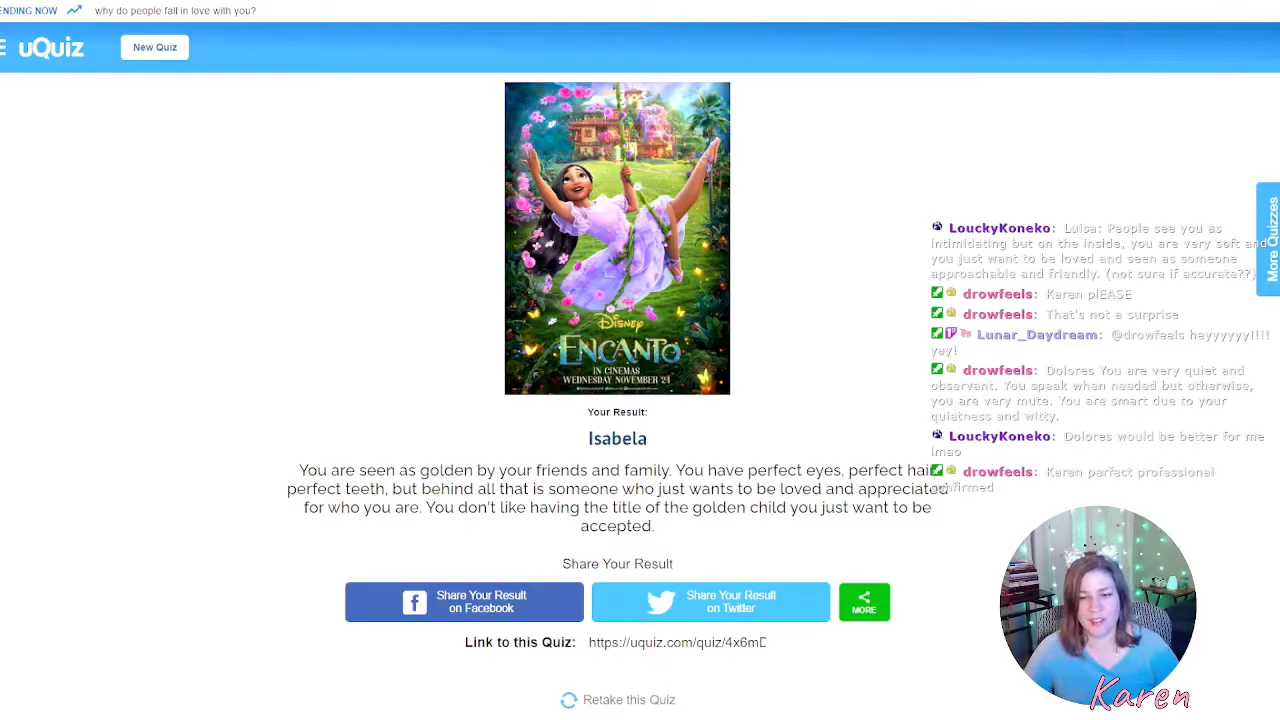 ENDING NOW why do people fall in love with you?
uQuiz New Quiz
Disney
ENCANTO
IN CINEMAS
WEDNESDAY NOVEMBER 24
Your Result:
Isabela
You are seen as golden by your friends and family. You have perfect eyes, perfect hair
perfect teeth, but behind all that is someone who just wants to be loved and appreciated
for who you are. You don't like having the title of the golden child you just want to be
accepted.
Share Your Result
Share Your Result
on Facebook
Share Your Result
on Twitter
MORE
Link to this Quiz: https://uquiz.com/quiz/4x6mD
Retake this Quiz
More Quizzes
LouckyKoneko: Luisa: People see you as
intimidating but on the inside, you are very soft and
you just want to be loved and seen as someone
approachable and friendly. (not sure if accurate??)
drowfeels: Karen plEASE
drowfeels: That's not a surprise
Lunar_Daydream: @drowfeels heyyyyyy!!!!
yay!
drowfeels: Dolores You are very quiet and
observant. You speak when needed but otherwise,
you are very mute. You are smart due to your
quietness and witty.
LouckyKoneko: Dolores would be better for me
lmao
drowfeels: Karen perfect professional
confirmed
Karen